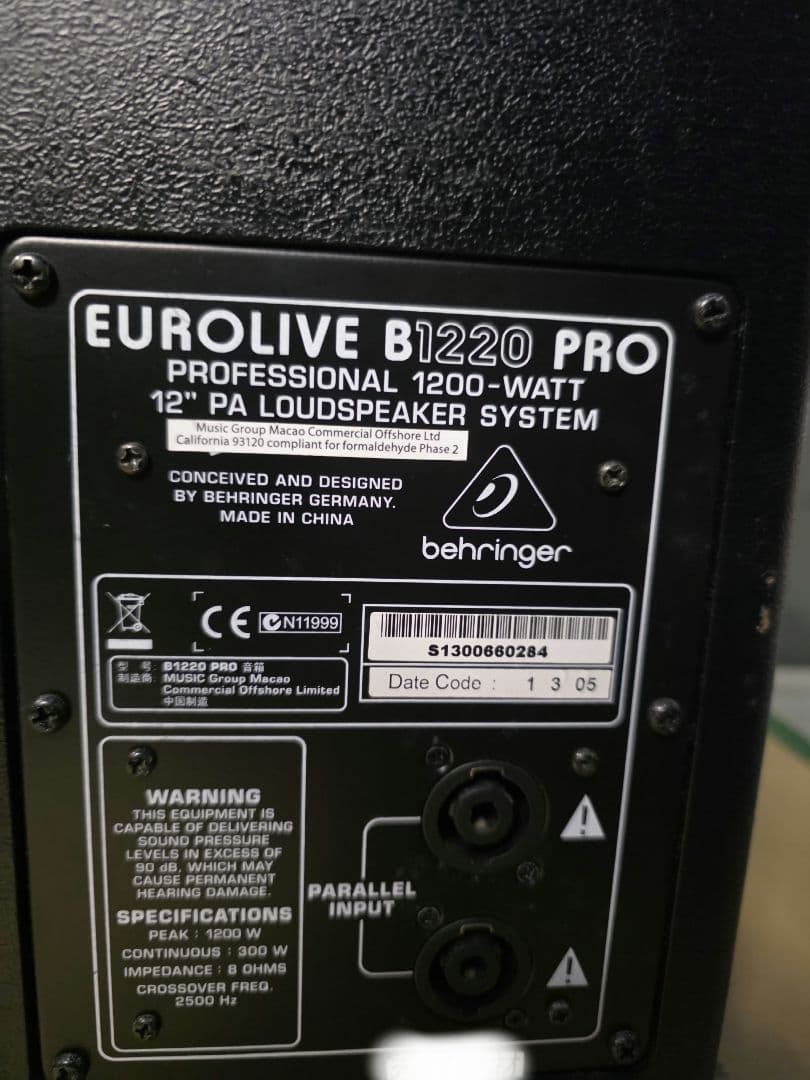 EUROLIVE B1220 PRO
PROFESSIONAL 1200-WATT
12" PA LOUDSPEAKER SYSTEM
Music Group Macao Commercial Offshore Ltd
California 93120 compliant for formaldehyde Phase 2
CONCEIVED AND DESIGNED
BY BEHRINGER GERMANY.
MADE IN CHINA
behringer
CE N11999
S1300660284
Date Code : 1 3 05
型 号: B1220 PRO 音箱
制造商: MUSIC Group Macao
Commercial Offshore Limited
中国制造
WARNING
THIS EQUIPMENT IS
CAPABLE OF DELIVERING
SOUND PRESSURE
LEVELS IN EXCESS OF
90 dB, WHICH MAY
CAUSE PERMANENT
HEARING DAMAGE.
SPECIFICATIONS
PEAK : 1200 W
CONTINUOUS : 300 W
IMPEDANCE : 8 OHMS
CROSSOVER FREQ.
2500 Hz
PARALLEL
INPUT